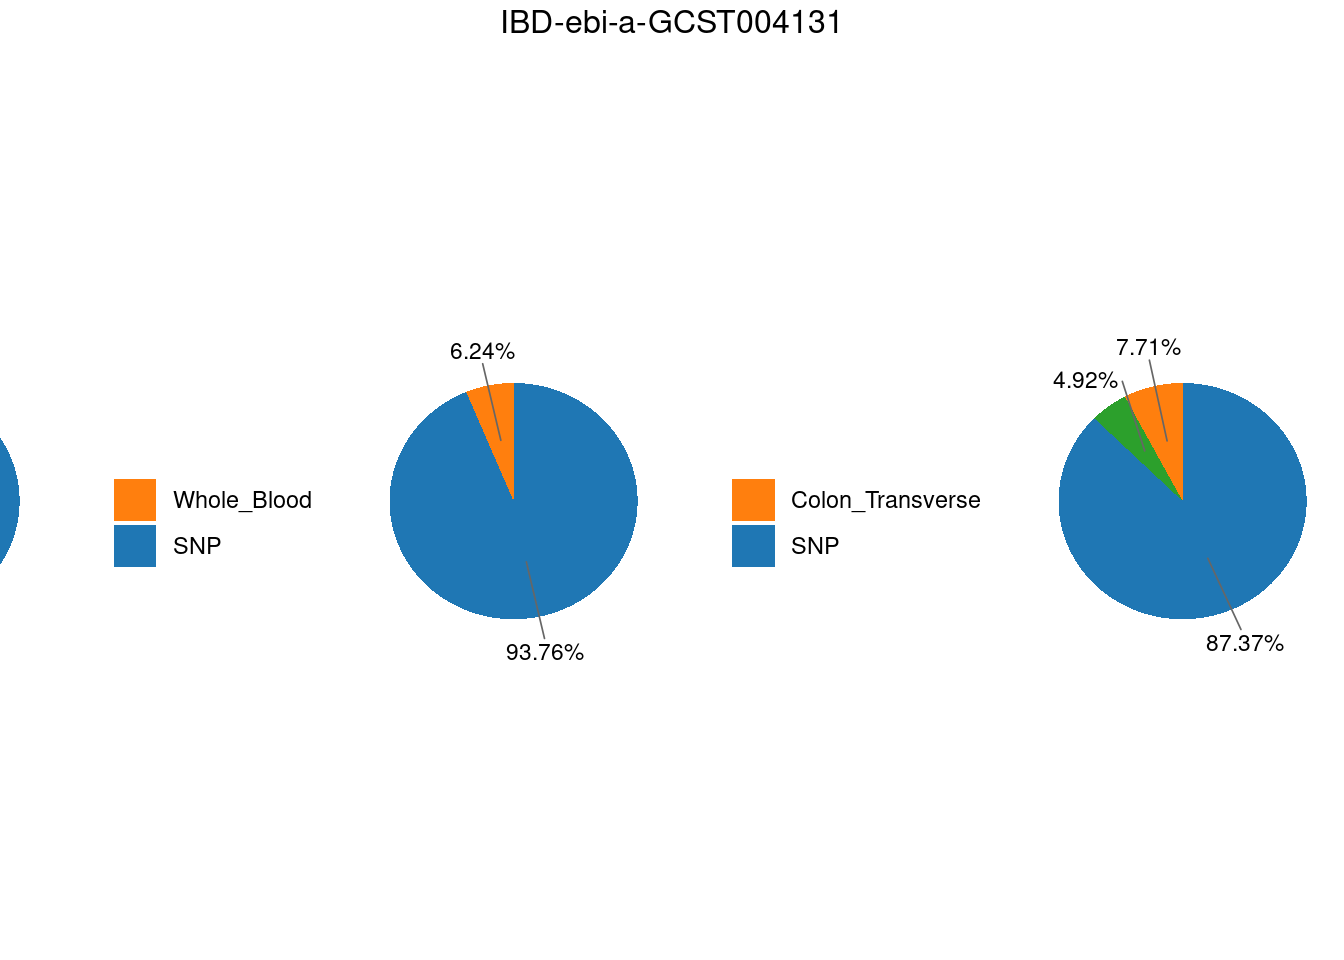 IBD-ebi-a-GCST004131
Whole_Blood
SNP
6.24%
93.76%
Colon_Transverse
SNP
7.71%
4.92%
87.37%